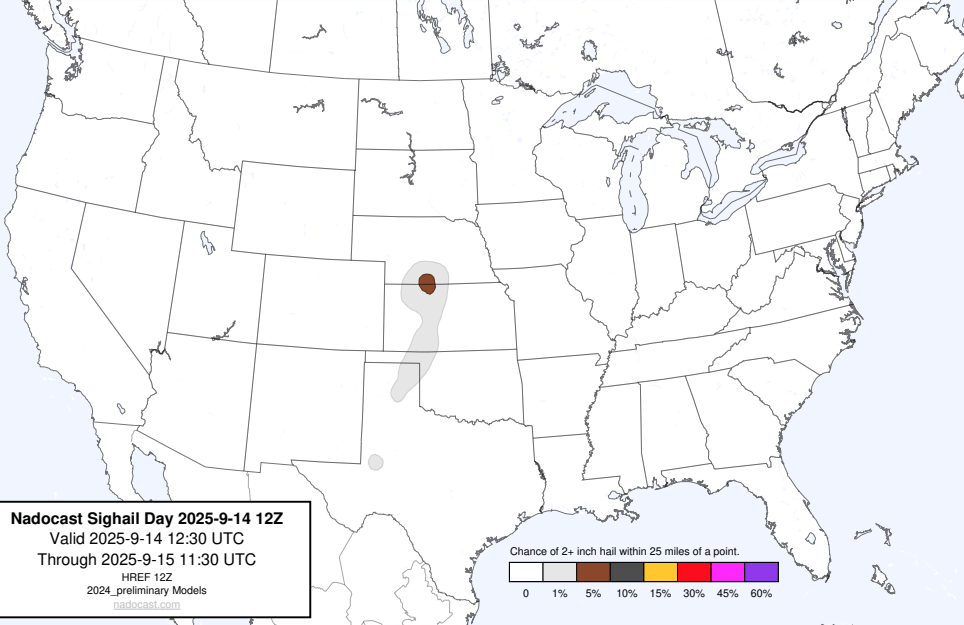 Nadocast Sighail Day 2025-9-14 12Z
Valid 2025-9-14 12:30 UTC
Through 2025-9-15 11:30 UTC
HREF 12Z
2024_preliminary Models
nadocast.com
Chance of 2+ inch hail within 25 miles of a point.
0 1% 5% 10% 15% 30% 45% 60%